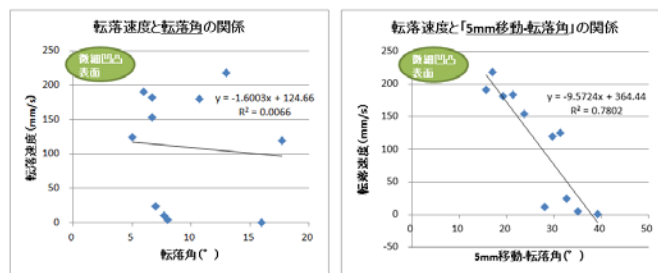 転落速度と転落角の関係
微細凹凸
表面
y = -1.6003x + 124.66
R² = 0.0066
転落速度(mm/s)
250
200
150
100
50
0
0 5 10 15 20
転落角(°)
転落速度と「5mm移動-転落角」の関係
微細凹凸
表面
y = -9.5724x + 364.44
R² = 0.7802
転落速度(mm/s)
250
200
150
100
50
0
-50
0 10 20 30 40 50
5mm移動-転落角(°)